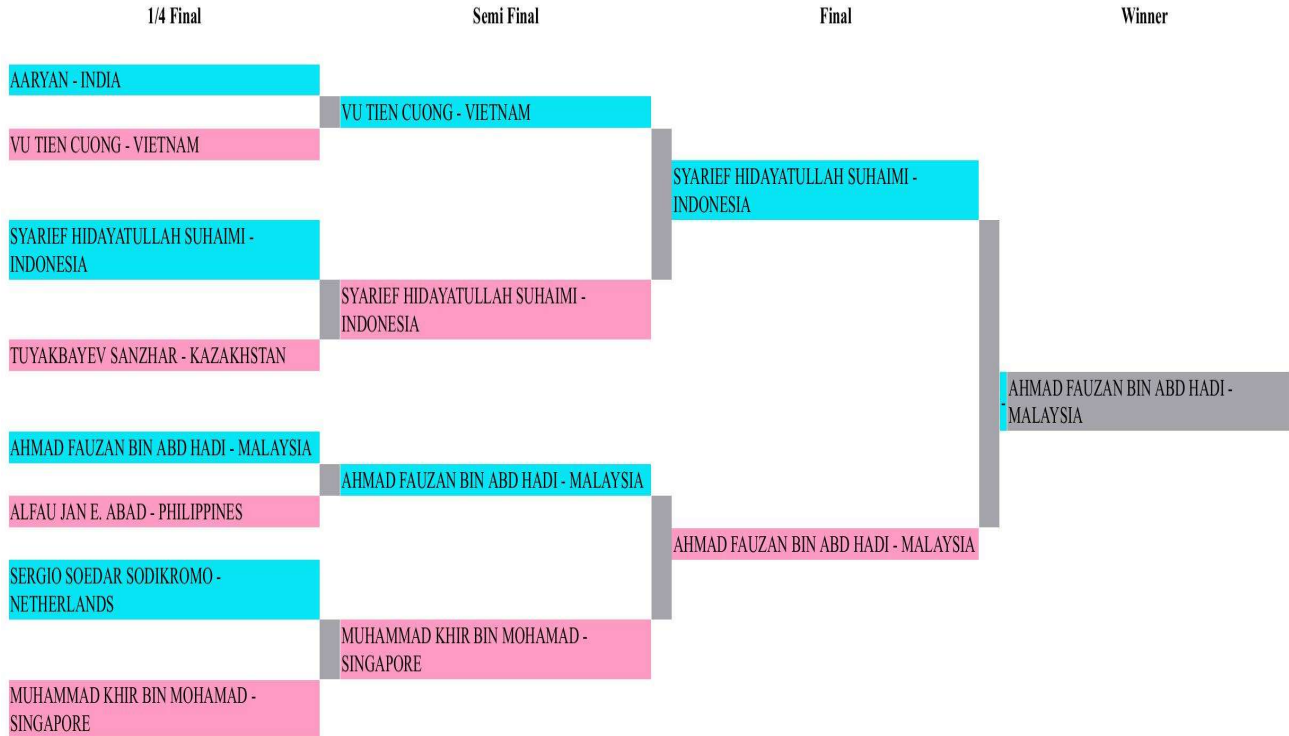 1/4 Final
Semi Final
Final
Winner
AARYAN - INDIA
VU TIEN CUONG - VIETNAM
SYARIEF HIDAYATULLAH SUHAIMI -
INDONESIA
TUYAKBAYEV SANZHAR - KAZAKHSTAN
AHMAD FAUZAN BIN ABD HADI - MALAYSIA
ALFAU JAN E. ABAD - PHILIPPINES
SERGIO SOEDAR SODIKROMO -
NETHERLANDS
MUHAMMAD KHIR BIN MOHAMAD -
SINGAPORE
VU TIEN CUONG - VIETNAM
SYARIEF HIDAYATULLAH SUHAIMI -
INDONESIA
AHMAD FAUZAN BIN ABD HADI - MALAYSIA
MUHAMMAD KHIR BIN MOHAMAD -
SINGAPORE
SYARIEF HIDAYATULLAH SUHAIMI -
INDONESIA
AHMAD FAUZAN BIN ABD HADI - MALAYSIA
-
AHMAD FAUZAN BIN ABD HADI -
MALAYSIA